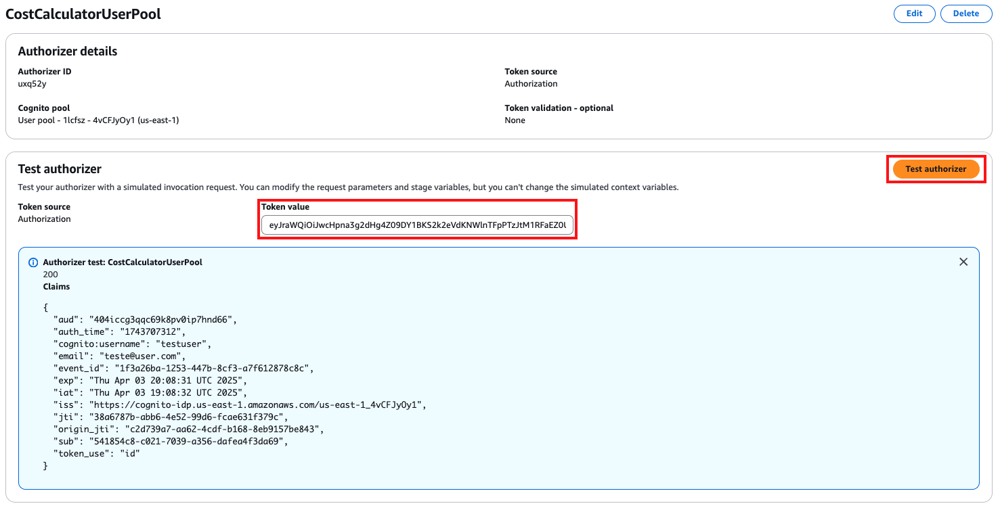 CostCalculatorUserPool
Edit
Delete
Authorizer details
Authorizer ID
uxq52y
Token source
Authorization
Cognito pool
User pool - 1lcfsz - 4vCFJyOy1 (us-east-1)
Token validation - optional
None
Test authorizer
Test authorizer
Test your authorizer with a simulated invocation request. You can modify the request parameters and stage variables, but you can't change the simulated context variables.
Token source
Authorization
Token value
eyJraWQiOiJwcHpna3g2dHg4Z09DY1BKS2k2eVdKNWlnTFpPTzJtM1RFaEZ0U
Authorizer test: CostCalculatorUserPool
200
Claims
{
"aud": "404iccg3qqc69k8pv0ip7hnd66",
"auth_time": "1743707312",
"cognito:username": "testuser",
"email": "teste@user.com",
"event_id": "1f3a26ba-1253-447b-8cf3-a7f612878c8c",
"exp": "Thu Apr 03 20:08:31 UTC 2025",
"iat": "Thu Apr 03 19:08:32 UTC 2025",
"iss": "https://cognito-idp.us-east-1.amazonaws.com/us-east-1_4vCFJyOy1",
"jti": "38a6787b-abb6-4e52-99d6-fcae631f379c",
"origin_jti": "c2d739a7-aa62-4cdf-b168-8eb9157be843",
"sub": "541854c8-c021-7039-a356-dafea4f3da69",
"token_use": "id"
}